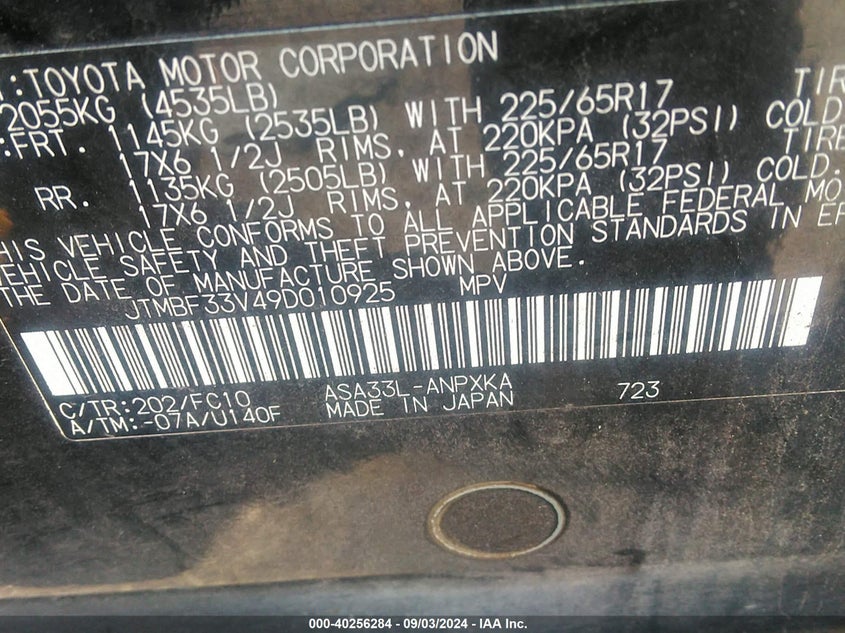 :TOYOTA MOTOR CORPORATION
2055KG (4535LB)
:FRT. 1145KG (2535LB) WITH 225/65R17 TIR
17X6 1/2J RIMS, AT 220KPA (32PSI) COLD.
RR. 1135KG (2505LB) WITH 225/65R17 TIRE
17X6 1/2J RIMS, AT 220KPA (32PSI) COLD.
HIS VEHICLE CONFORMS TO ALL APPLICABLE FEDERAL MO
VEHICLE SAFETY AND THEFT PREVENTION STANDARDS IN EF
THE DATE OF MANUFACTURE SHOWN ABOVE.
JTMBF33V49D010925 MPV
C/TR:202/FC10 ASA33L-ANPXKA 723
A/TM:-07A/U140F MADE IN JAPAN
000-40256284 - 09/03/2024 - IAA Inc.